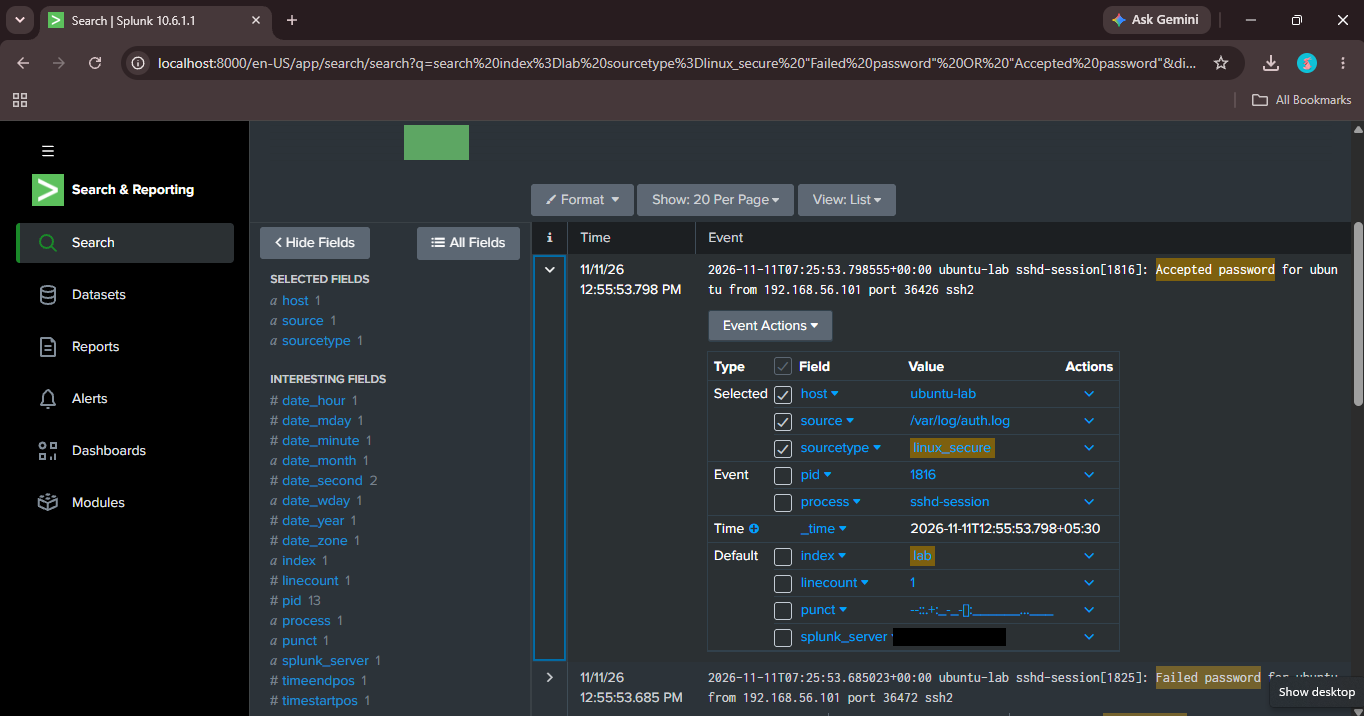 Search | Splunk 10.6.1.1
Ask Gemini
localhost:8000/en-US/app/search/search?q=search%20index%3Dlab%20sourcetype%3Dlinux_secure%20"Failed%20password"%20OR%20"Accepted%20password"&di...
All Bookmarks
Search & Reporting
Search
Datasets
Reports
Alerts
Dashboards
Modules
Format
Show: 20 Per Page
View: List
Hide Fields
All Fields
SELECTED FIELDS
a host 1
a source 1
a sourcetype 1
INTERESTING FIELDS
# date_hour 1
# date_mday 1
# date_minute 1
a date_month 1
# date_second 2
a date_wday 1
# date_year 1
# date_zone 1
a index 1
# linecount 1
# pid 13
a process 1
a punct 1
a splunk_server 1
# timeendpos 1
# timestartpos 1
i Time Event
11/11/26
12:55:53.798 PM
2026-11-11T07:25:53.798555+00:00 ubuntu-lab sshd-session[1816]: Accepted password for ubun
tu from 192.168.56.101 port 36426 ssh2
Event Actions
Type Field Value Actions
Selected host ubuntu-lab
source /var/log/auth.log
sourcetype linux_secure
Event pid 1816
process sshd-session
Time _time 2026-11-11T12:55:53.798+05:30
Default index lab
linecount 1
punct
splunk_server
11/11/26
12:55:53.685 PM
2026-11-11T07:25:53.685023+00:00 ubuntu-lab sshd-session[1825]: Failed password for ubuntu
from 192.168.56.101 port 36472 ssh2
Show desktop